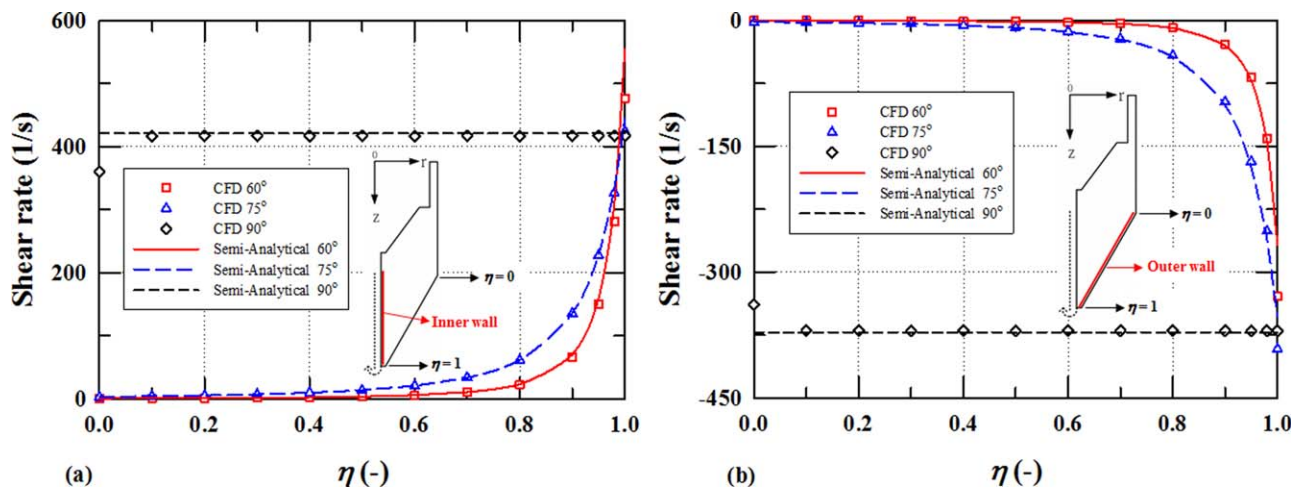 600
400
200
0
Shear rate (1/s)
CFD 60°
CFD 75°
CFD 90°
Semi-Analytical 60°
Semi-Analytical 75°
Semi-Analytical 90°
0
r
z
η=0
Inner wall
η=1
0.0 0.2 0.4 0.6 0.8 1.0
(a) η (-)
0
-150
-300
-450
Shear rate (1/s)
CFD 60°
CFD 75°
CFD 90°
Semi-Analytical 60°
Semi-Analytical 75°
Semi-Analytical 90°
0
r
z
η=0
Outer wall
η=1
0.0 0.2 0.4 0.6 0.8 1.0
(b) η (-)